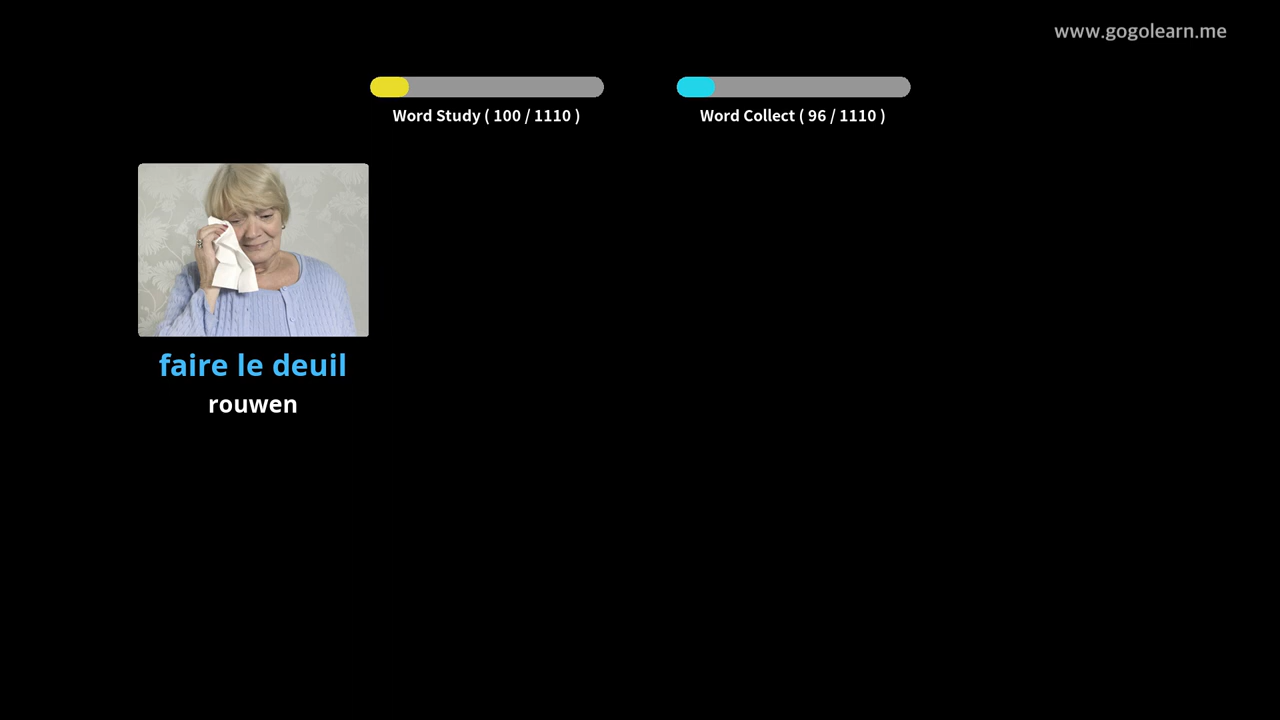 www.gogolearn.me
Word Study ( 100 / 1110 )
Word Collect ( 96 / 1110 )
faire le deuil
rouwen